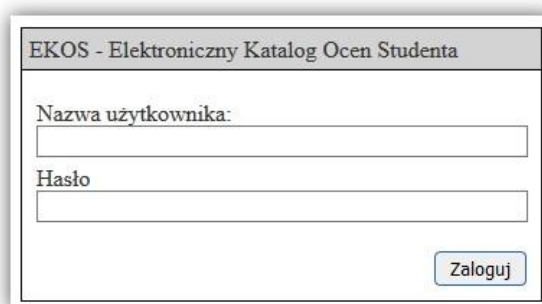 EKOS - Elektroniczny Katalog Ocen Studenta
Nazwa użytkownika:
Hasło
Zaloguj